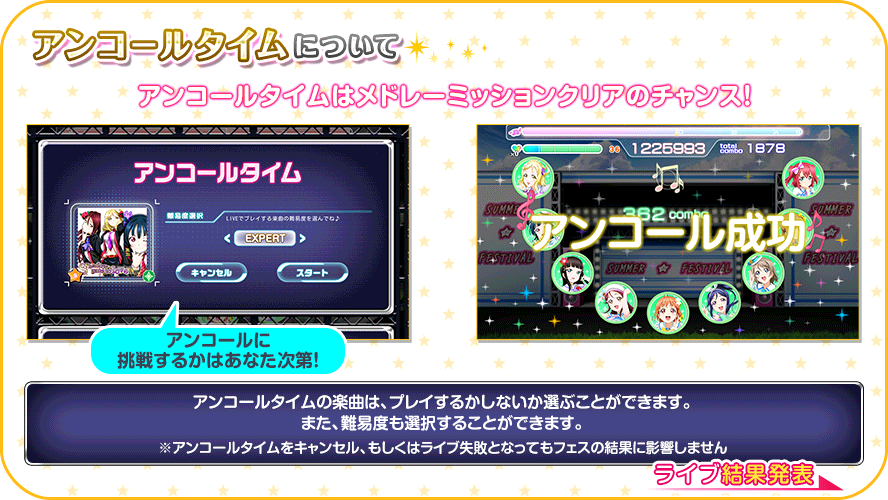 アンコールタイムについて
アンコールタイムはメドレーミッションクリアのチャンス!
アンコールタイム
難易度選択
LIVEでプレイする楽曲の難易度を選んでね♪
EXPERT
キャンセル
スタート
アンコールに
挑戦するかはあなた次第!
36
1225993
total combo 1878
×0
362 combo
アンコール成功
SUMMER
FESTIVAL
SUMMER
FESTIVAL
SUMMER ★ FESTIVAL
アンコールタイムの楽曲は、プレイするかしないか選ぶことができます。
また、難易度も選択することができます。
※アンコールタイムをキャンセル、もしくはライブ失敗となってもフェスの結果に影響しません
ライブ結果発表